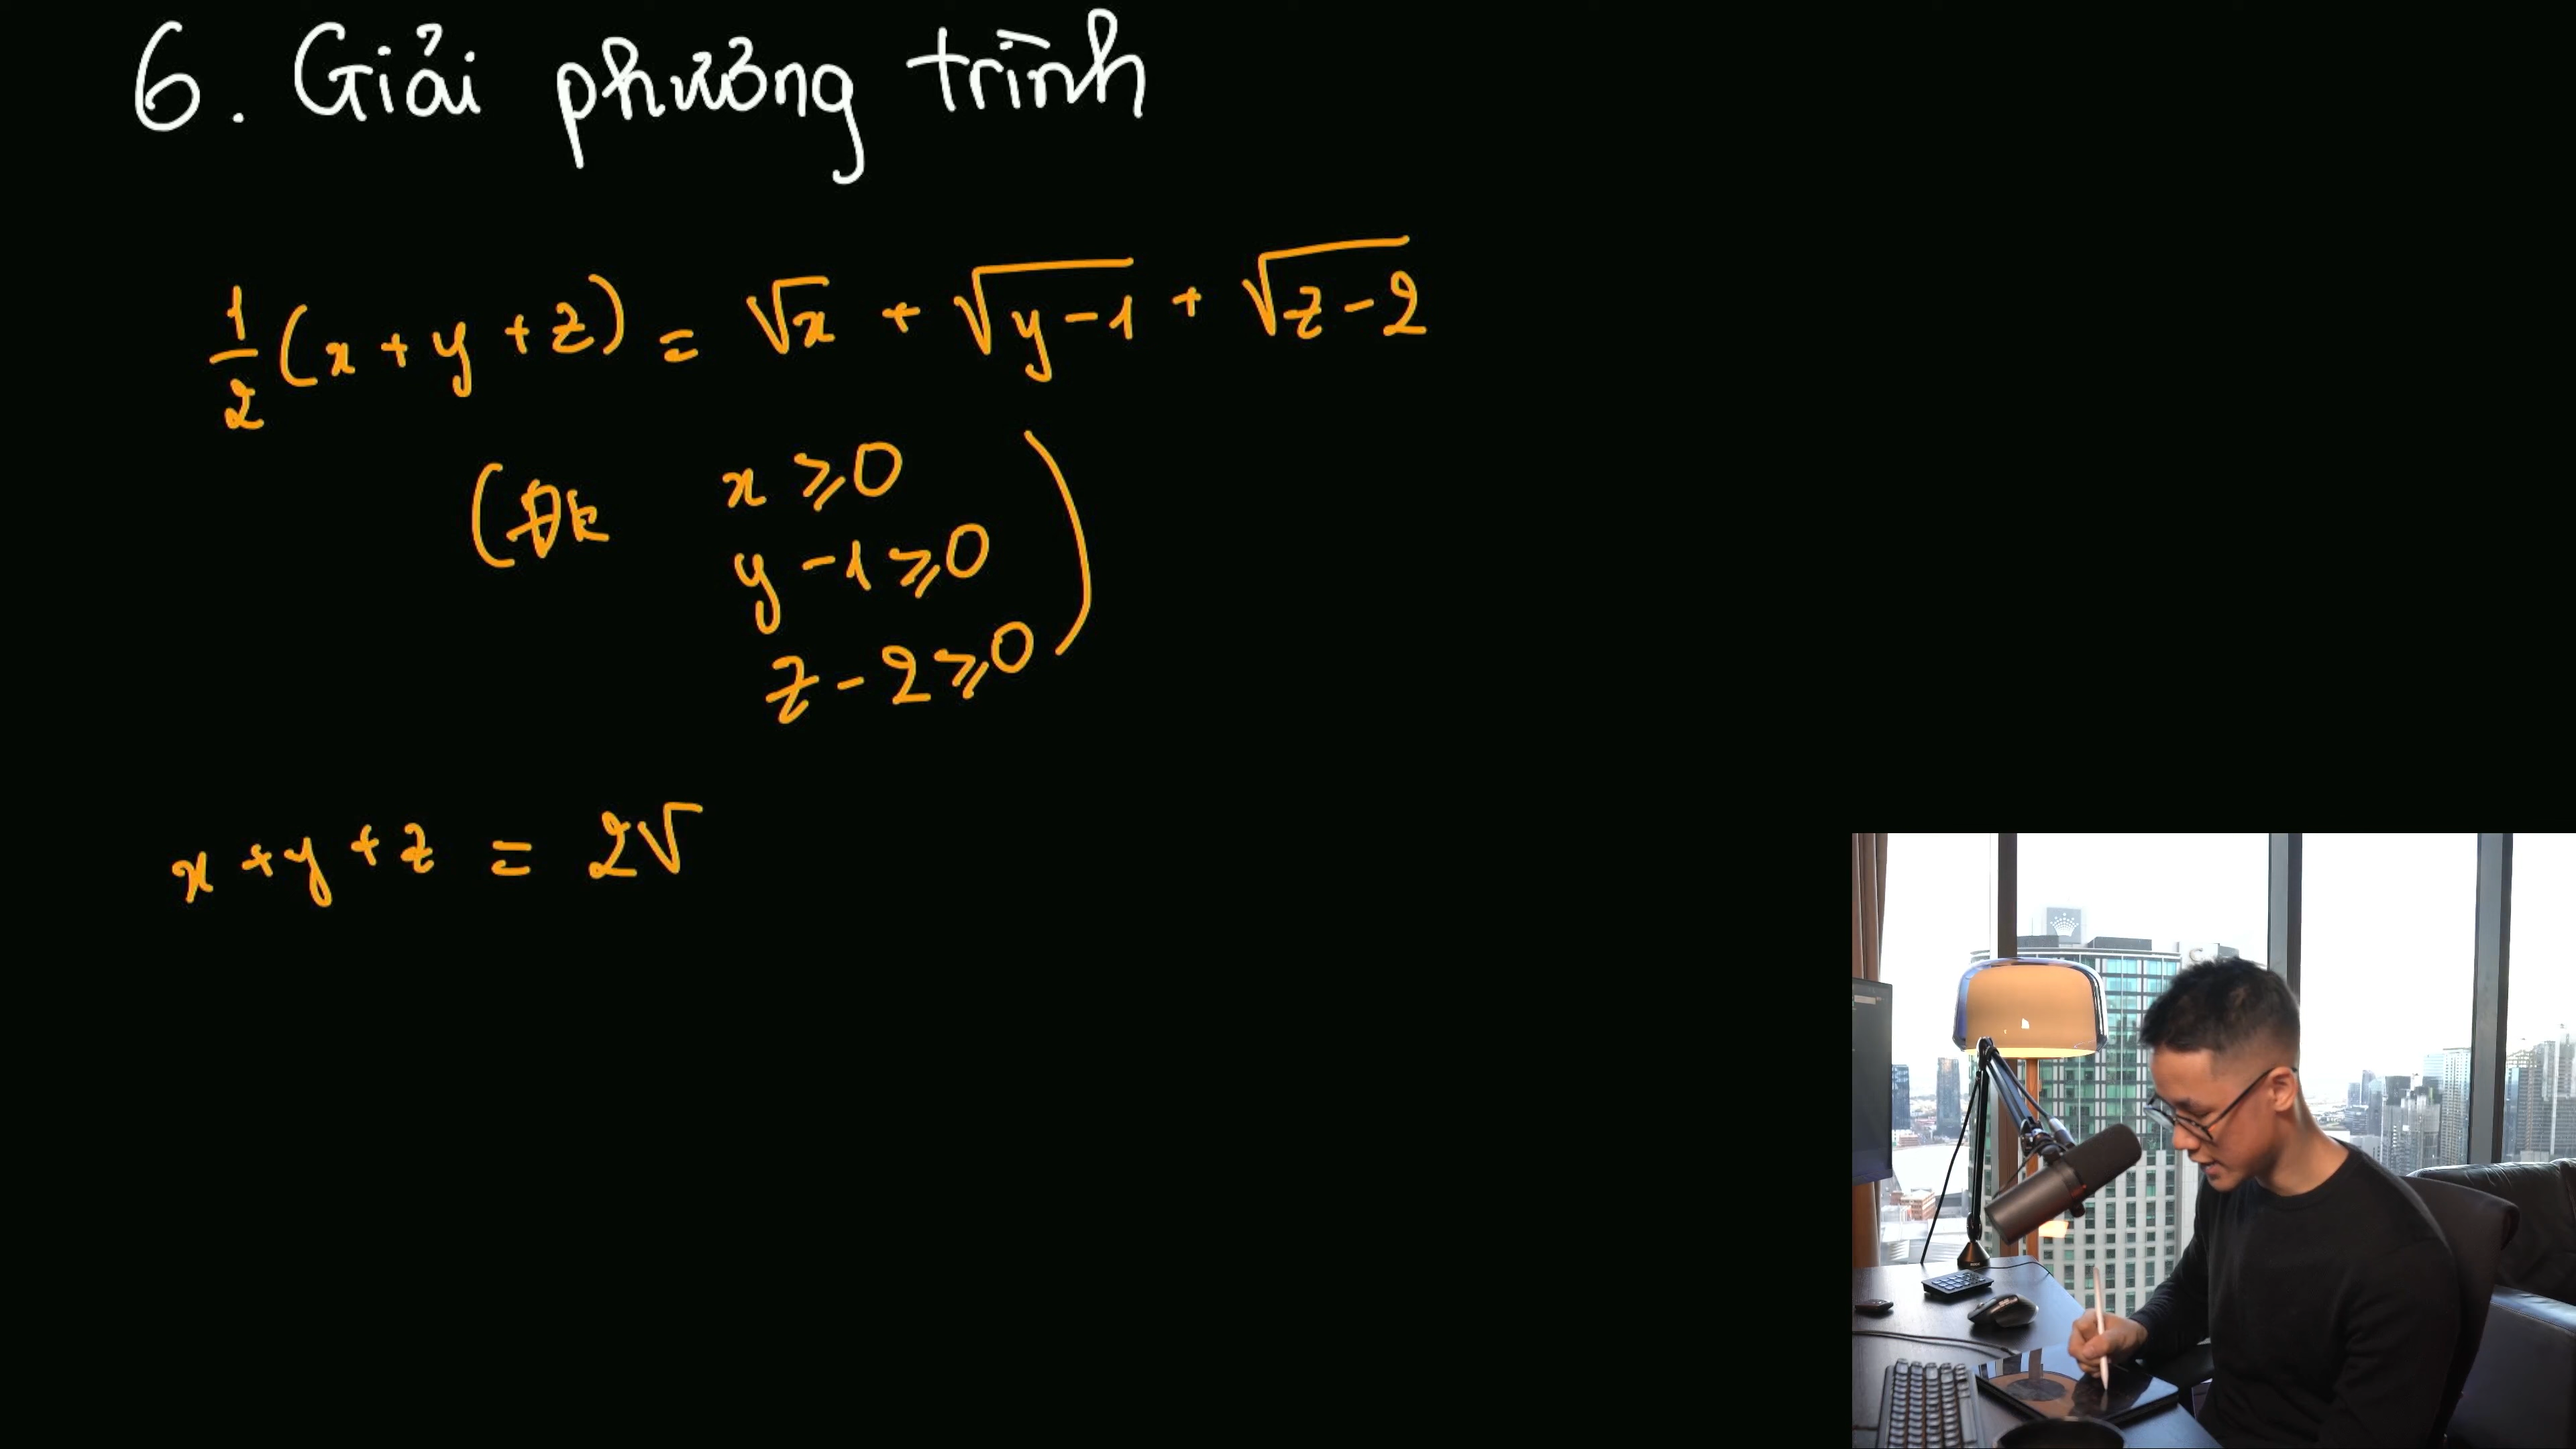 6. Giải phương trình
1/2 (x + y + z) = √x + √(y - 1) + √(z - 2)
(Đk x ≥ 0
y - 1 ≥ 0
z - 2 ≥ 0)
x + y + z = 2√